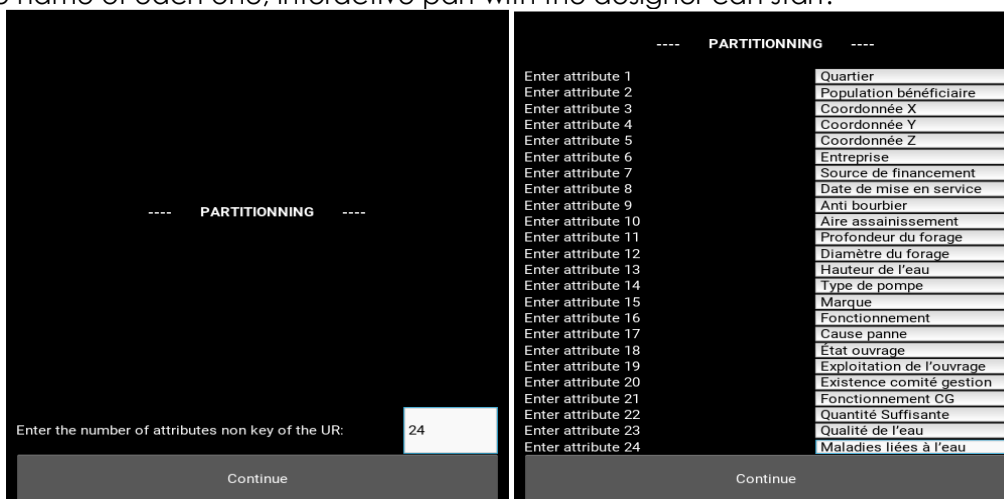 name of each one, interactive part with the designer can start.
---- PARTITIONNING ----
Enter the number of attributes non key of the UR: 24
Continue
---- PARTITIONNING ----
Enter attribute 1 Quartier
Enter attribute 2 Population bénéficiaire
Enter attribute 3 Coordonnée X
Enter attribute 4 Coordonnée Y
Enter attribute 5 Coordonnée Z
Enter attribute 6 Entreprise
Enter attribute 7 Source de financement
Enter attribute 8 Date de mise en service
Enter attribute 9 Anti bourbier
Enter attribute 10 Aire assainissement
Enter attribute 11 Profondeur du forage
Enter attribute 12 Diamètre du forage
Enter attribute 13 Hauteur de l'eau
Enter attribute 14 Type de pompe
Enter attribute 15 Marque
Enter attribute 16 Fonctionnement
Enter attribute 17 Cause panne
Enter attribute 18 État ouvrage
Enter attribute 19 Exploitation de l'ouvrage
Enter attribute 20 Existence comité gestion
Enter attribute 21 Fonctionnement CG
Enter attribute 22 Quantité Suffisante
Enter attribute 23 Qualité de l'eau
Enter attribute 24 Maladies liées à l'eau
Continue